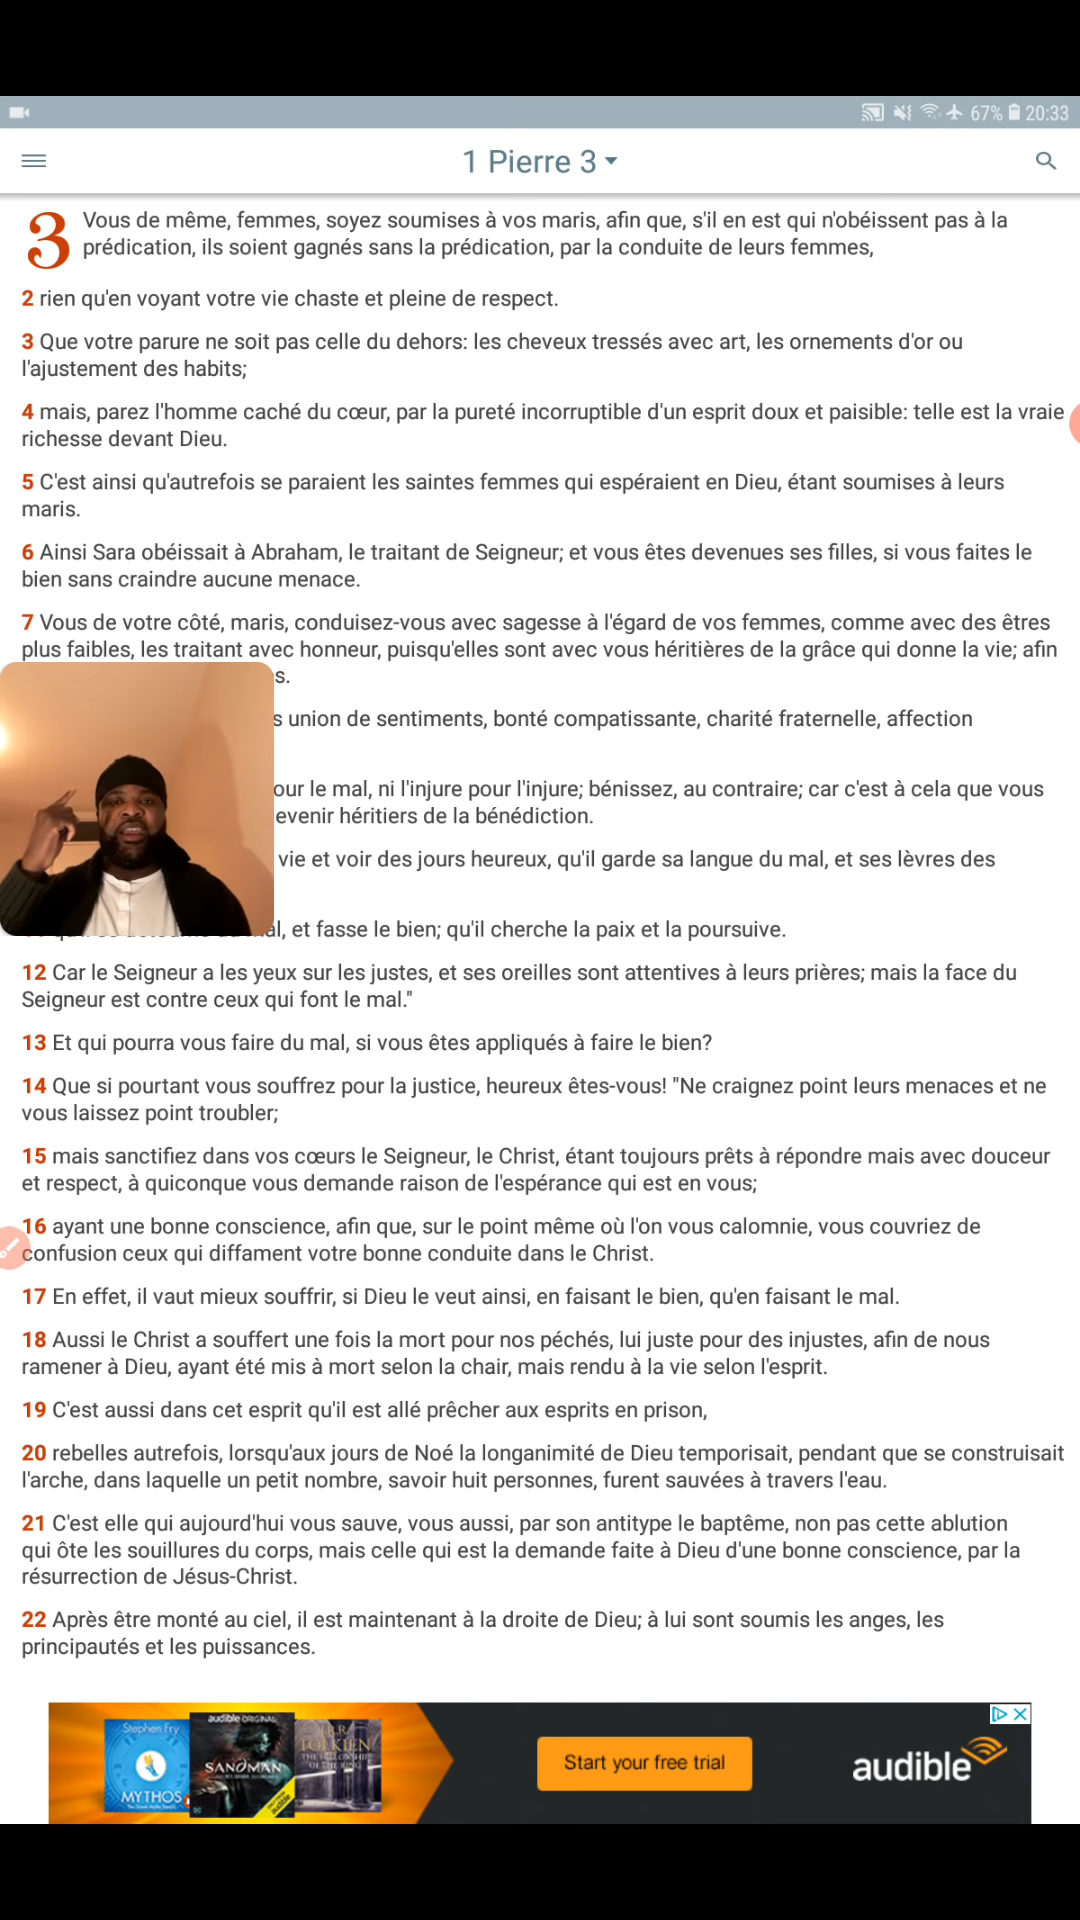 67% 20:33
1 Pierre 3
3 Vous de même, femmes, soyez soumises à vos maris, afin que, s'il en est qui n'obéissent pas à la
prédication, ils soient gagnés sans la prédication, par la conduite de leurs femmes,
2 rien qu'en voyant votre vie chaste et pleine de respect.
3 Que votre parure ne soit pas celle du dehors: les cheveux tressés avec art, les ornements d'or ou
l'ajustement des habits;
4 mais, parez l'homme caché du cœur, par la pureté incorruptible d'un esprit doux et paisible: telle est la vraie
richesse devant Dieu.
5 C'est ainsi qu'autrefois se paraient les saintes femmes qui espéraient en Dieu, étant soumises à leurs
maris.
6 Ainsi Sara obéissait à Abraham, le traitant de Seigneur; et vous êtes devenues ses filles, si vous faites le
bien sans craindre aucune menace.
7 Vous de votre côté, maris, conduisez-vous avec sagesse à l'égard de vos femmes, comme avec des êtres
plus faibles, les traitant avec honneur, puisqu'elles sont avec vous héritières de la grâce qui donne la vie; afin
s.
s union de sentiments, bonté compatissante, charité fraternelle, affection
our le mal, ni l'injure pour l'injure; bénissez, au contraire; car c'est à cela que vous
evenir héritiers de la bénédiction.
vie et voir des jours heureux, qu'il garde sa langue du mal, et ses lèvres des
al, et fasse le bien; qu'il cherche la paix et la poursuive.
12 Car le Seigneur a les yeux sur les justes, et ses oreilles sont attentives à leurs prières; mais la face du
Seigneur est contre ceux qui font le mal."
13 Et qui pourra vous faire du mal, si vous êtes appliqués à faire le bien?
14 Que si pourtant vous souffrez pour la justice, heureux êtes-vous! "Ne craignez point leurs menaces et ne
vous laissez point troubler;
15 mais sanctifiez dans vos cœurs le Seigneur, le Christ, étant toujours prêts à répondre mais avec douceur
et respect, à quiconque vous demande raison de l'espérance qui est en vous;
16 ayant une bonne conscience, afin que, sur le point même où l'on vous calomnie, vous couvriez de
confusion ceux qui diffament votre bonne conduite dans le Christ.
17 En effet, il vaut mieux souffrir, si Dieu le veut ainsi, en faisant le bien, qu'en faisant le mal.
18 Aussi le Christ a souffert une fois la mort pour nos péchés, lui juste pour des injustes, afin de nous
ramener à Dieu, ayant été mis à mort selon la chair, mais rendu à la vie selon l'esprit.
19 C'est aussi dans cet esprit qu'il est allé prêcher aux esprits en prison,
20 rebelles autrefois, lorsqu'aux jours de Noé la longanimité de Dieu temporisait, pendant que se construisait
l'arche, dans laquelle un petit nombre, savoir huit personnes, furent sauvées à travers l'eau.
21 C'est elle qui aujourd'hui vous sauve, vous aussi, par son antitype le baptême, non pas cette ablution
qui ôte les souillures du corps, mais celle qui est la demande faite à Dieu d'une bonne conscience, par la
résurrection de Jésus-Christ.
22 Après être monté au ciel, il est maintenant à la droite de Dieu; à lui sont soumis les anges, les
principautés et les puissances.
Stephen Fry
MYTHOS
audible ORIGINAL
SANDMAN
J.R.R.
TOLKIEN
THE FELLOWSHIP
OF THE RING
Start your free trial
audible